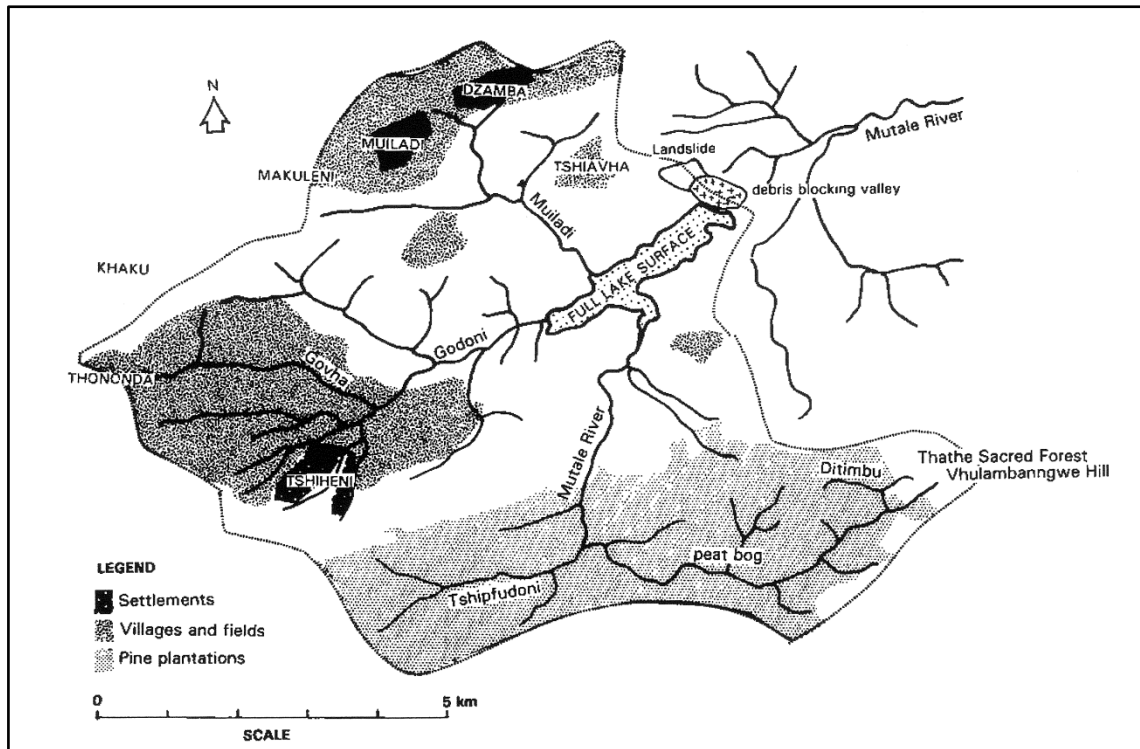 N
DZAMBA
Mutale River
MUILADI
Landslide
TSHIAVHA
MAKULENI
debris blocking valley
Muiladi
KHAKU
FULL LAKE SURFACE
Godoni
Govha
THONONDA
Mutale River
Thathe Sacred Forest
Ditimbu
Vhulambanngwe Hill
TSHIHENI
peat bog
LEGEND
Settlements
Tshipfudoni
Villages and fields
Pine plantations
0 5 km
SCALE